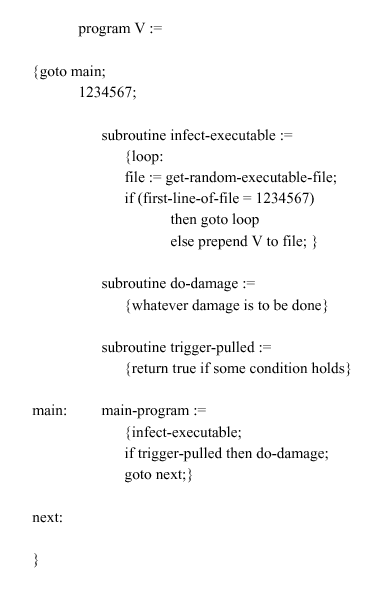 program V :=
{goto main;
1234567;
subroutine infect-executable :=
{loop:
file := get-random-executable-file;
if (first-line-of-file = 1234567)
then goto loop
else prepend V to file; }
subroutine do-damage :=
{whatever damage is to be done}
subroutine trigger-pulled :=
{return true if some condition holds}
main: main-program :=
{infect-executable;
if trigger-pulled then do-damage;
goto next;}
next:
}